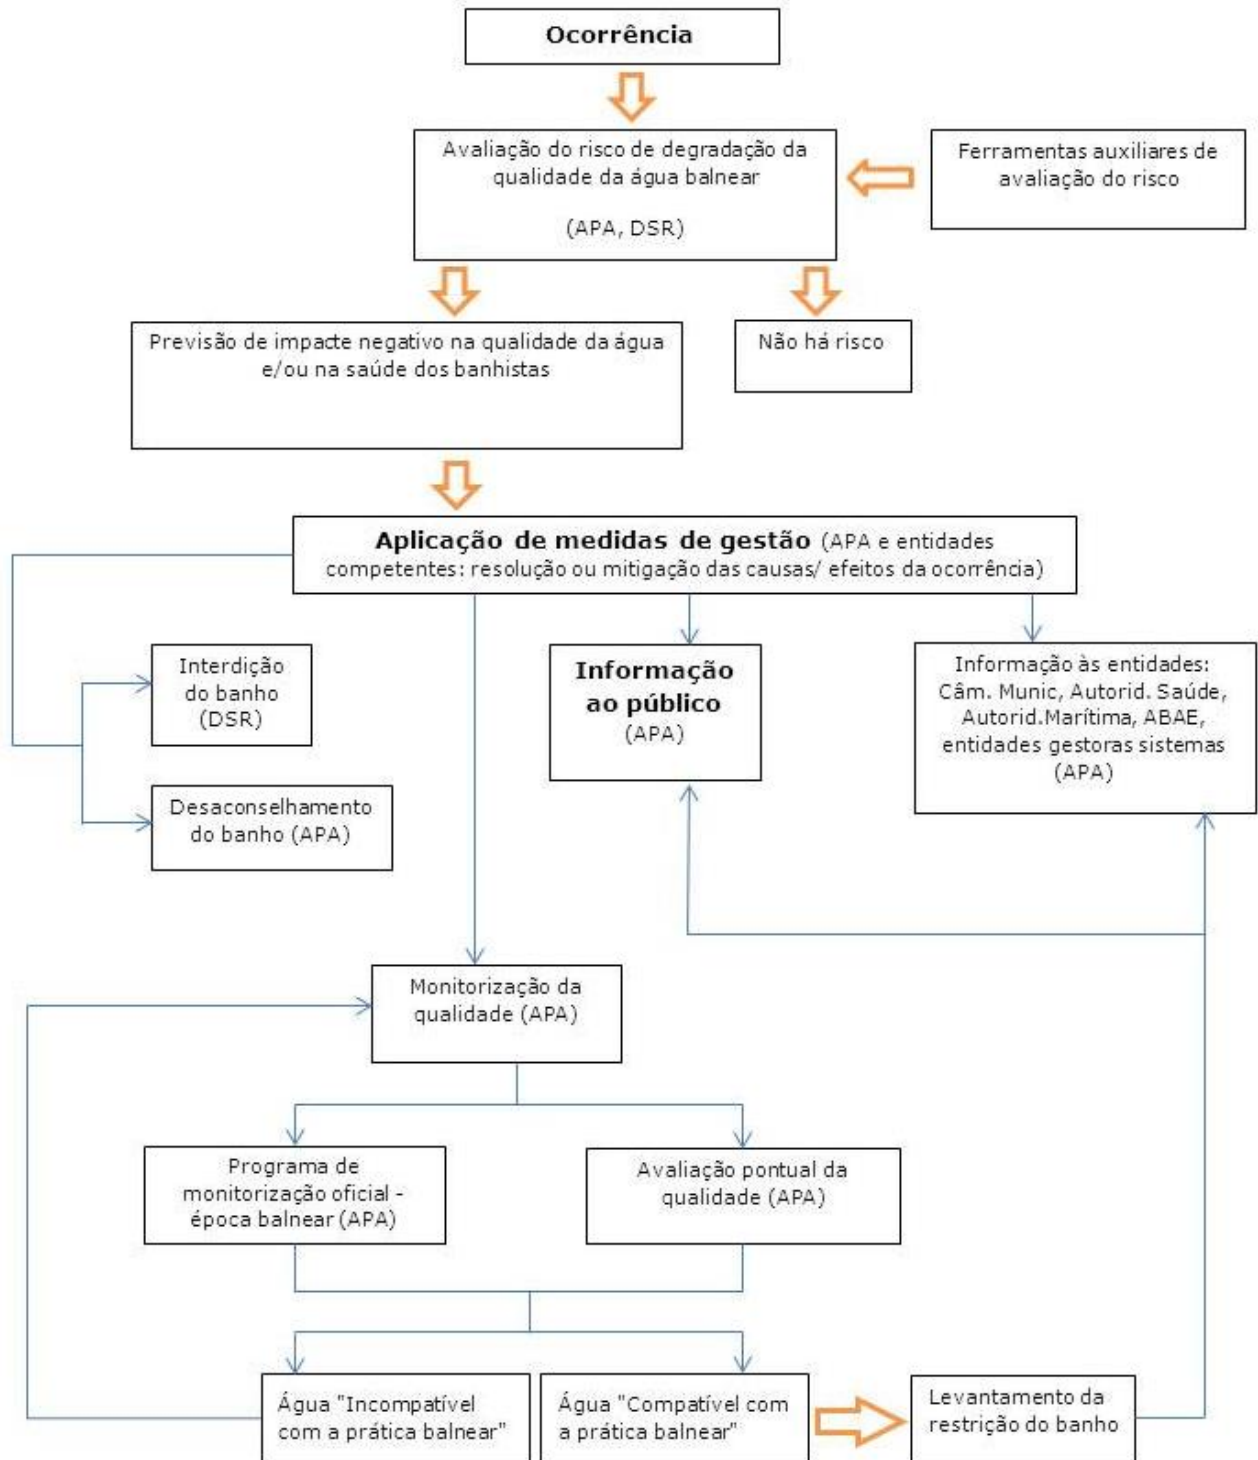 Ocorrência
Avaliação do risco de degradação da
qualidade da água balnear
(APA, DSR)
Ferramentas auxiliares de
avaliação do risco
Previsão de impacte negativo na qualidade da água
e/ou na saúde dos banhistas
Não há risco
Aplicação de medidas de gestão (APA e entidades
competentes: resolução ou mitigação das causas/ efeitos da ocorrência)
Interdição
do banho
(DSR)
Informação
ao público
(APA)
Informação às entidades:
Câm. Munic, Autorid. Saúde,
Autorid.Marítima, ABAE,
entidades gestoras sistemas
(APA)
Desaconselhamento
do banho (APA)
Monitorização da
qualidade (APA)
Programa de
monitorização oficial -
época balnear (APA)
Avaliação pontual da
qualidade (APA)
Água "Incompatível
com a prática balnear"
Água "Compatível com
a prática balnear"
Levantamento da
restrição do banho